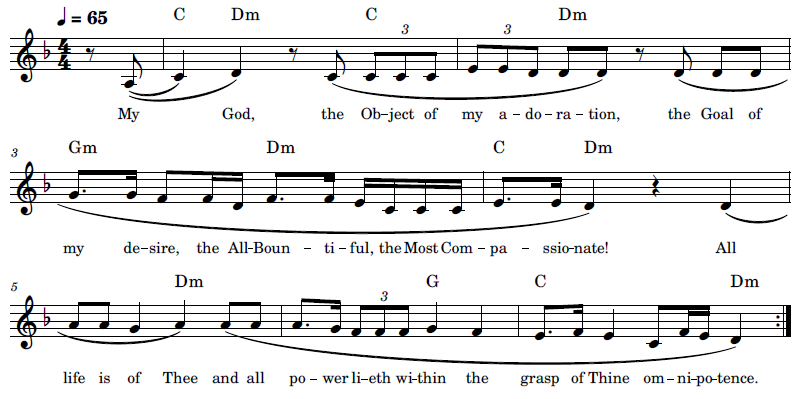 ♩ = 65
C Dm C Dm
3 3
4/4
My God, the Ob–ject of my a–do–ra–tion, the Goal of
Gm Dm C Dm
3
my de–sire, the All–Boun – ti–ful, the Most Com – pa – ssio–nate! All
Dm G C Dm
5 3
life is of Thee and all po – wer li–eth wi–thin the grasp of Thine om–ni–po–tence.